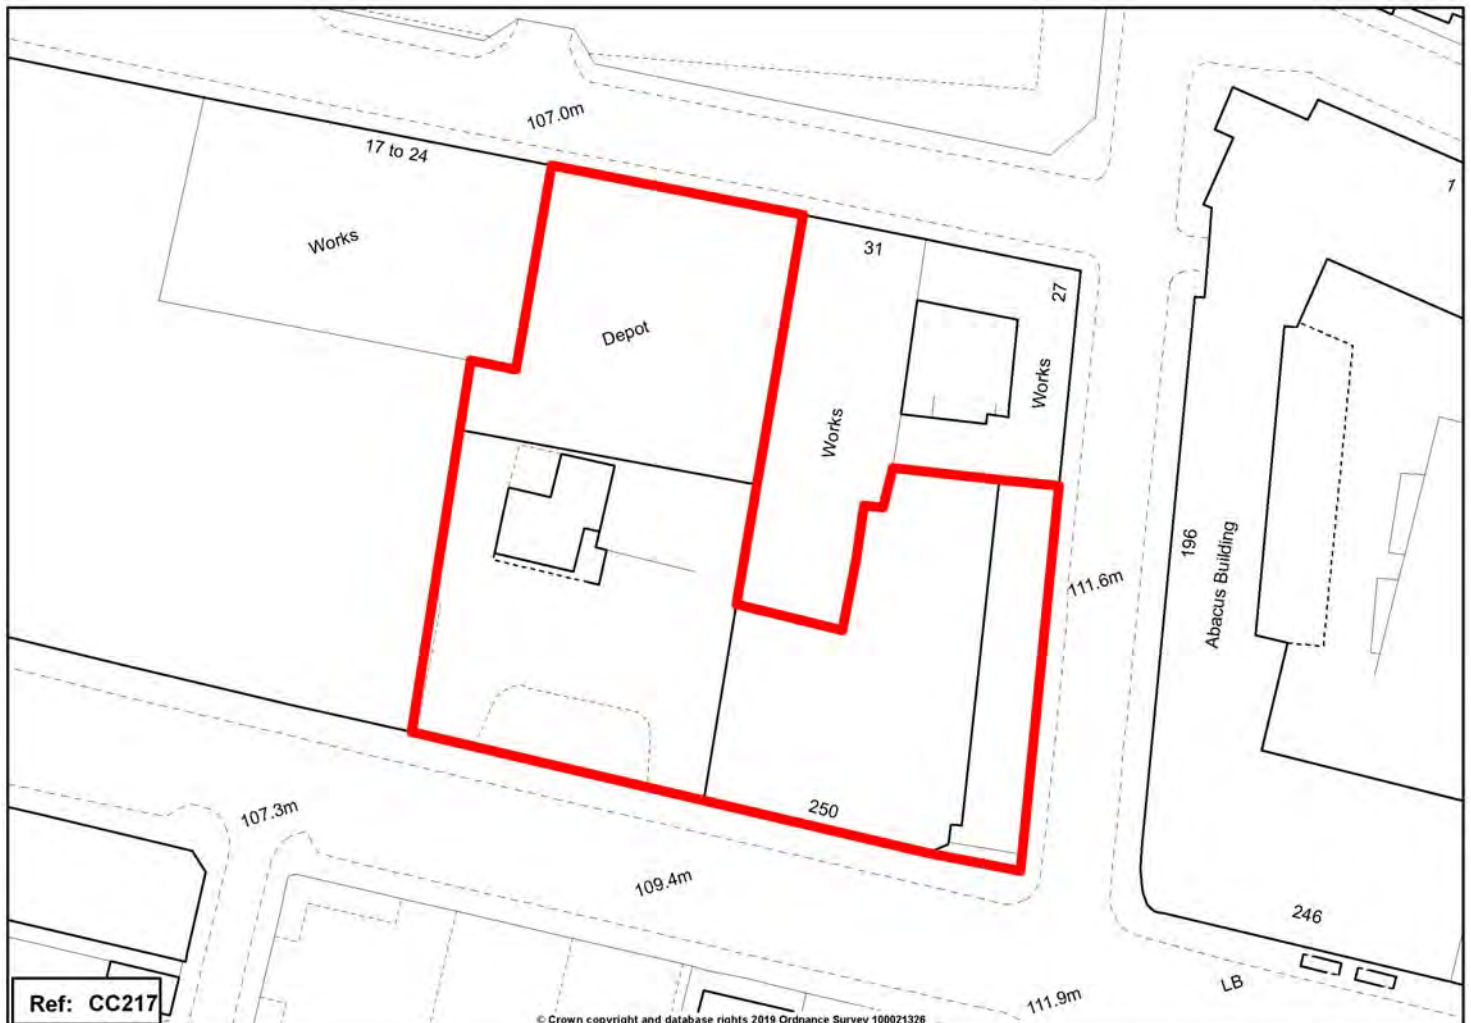 107.0m
17 to 24
1
Works
31
27
Depot
Works
Works
196
Abacus Building
111.6m
107.3m
250
109.4m
246
LB
111.9m
Ref: CC217
© Crown copyright and database rights 2019 Ordnance Survey 100021326